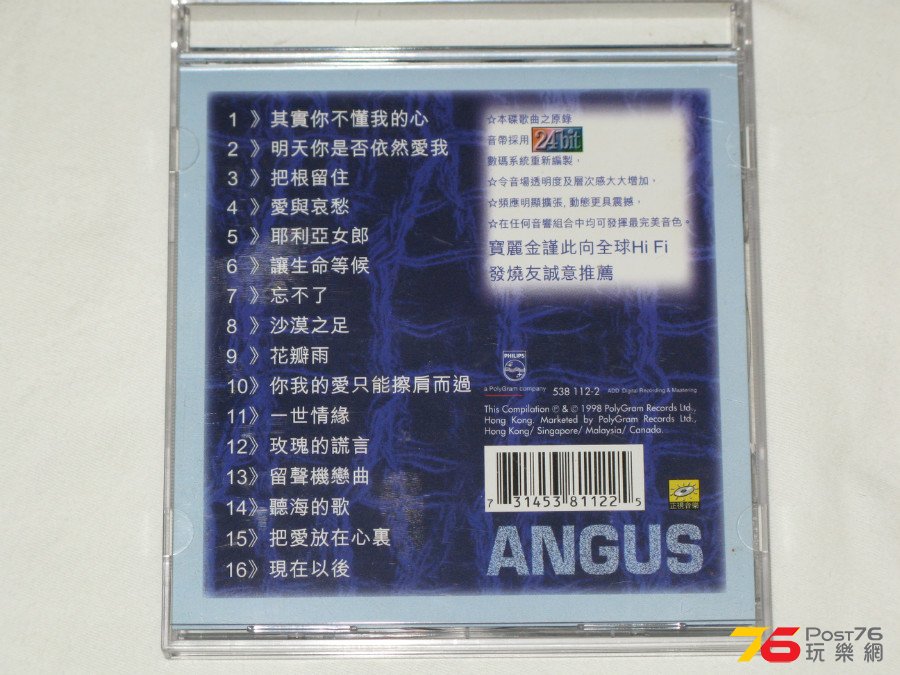 1 》其實你不懂我的心
2 》明天你是否依然愛我
3 》把根留住
4 》愛與哀愁
5 》耶利亞女郎
6 》讓生命等候
7 》忘不了
8 》沙漠之足
9 》花瓣雨
10》你我的愛只能擦肩而過
11》一世情緣
12》玫瑰的謊言
13》留聲機戀曲
14》聽海的歌
15》把愛放在心裏
16》現在以後
☆本碟歌曲之原錄
音帶採用 24bit
數碼系統重新編製，
☆令音場透明度及層次感大大增加，
☆頻應明顯擴張, 動態更具震撼，
☆在任何音響組合中均可發揮最完美音色。
寶麗金謹此向全球Hi Fi
發燒友誠意推薦
PHILIPS
a PolyGram company 538 112-2 ADD Digital Recording & Mastering
This Compilation ℗ & © 1998 PolyGram Records Ltd.,
Hong Kong. Marketed by PolyGram Records Ltd.,
Hong Kong/ Singapore/ Malaysia/ Canada.
7 31453 81122 5
正視音樂
ANGUS
76 Post76
玩樂網